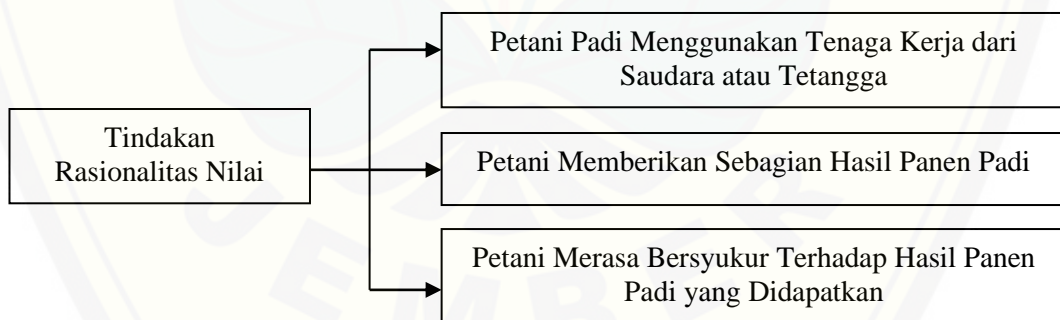 Petani Padi Menggunakan Tenaga Kerja dari
Saudara atau Tetangga
Tindakan
Rasionalitas Nilai
Petani Memberikan Sebagian Hasil Panen Padi
Petani Merasa Bersyukur Terhadap Hasil Panen
Padi yang Didapatkan
JEMBER